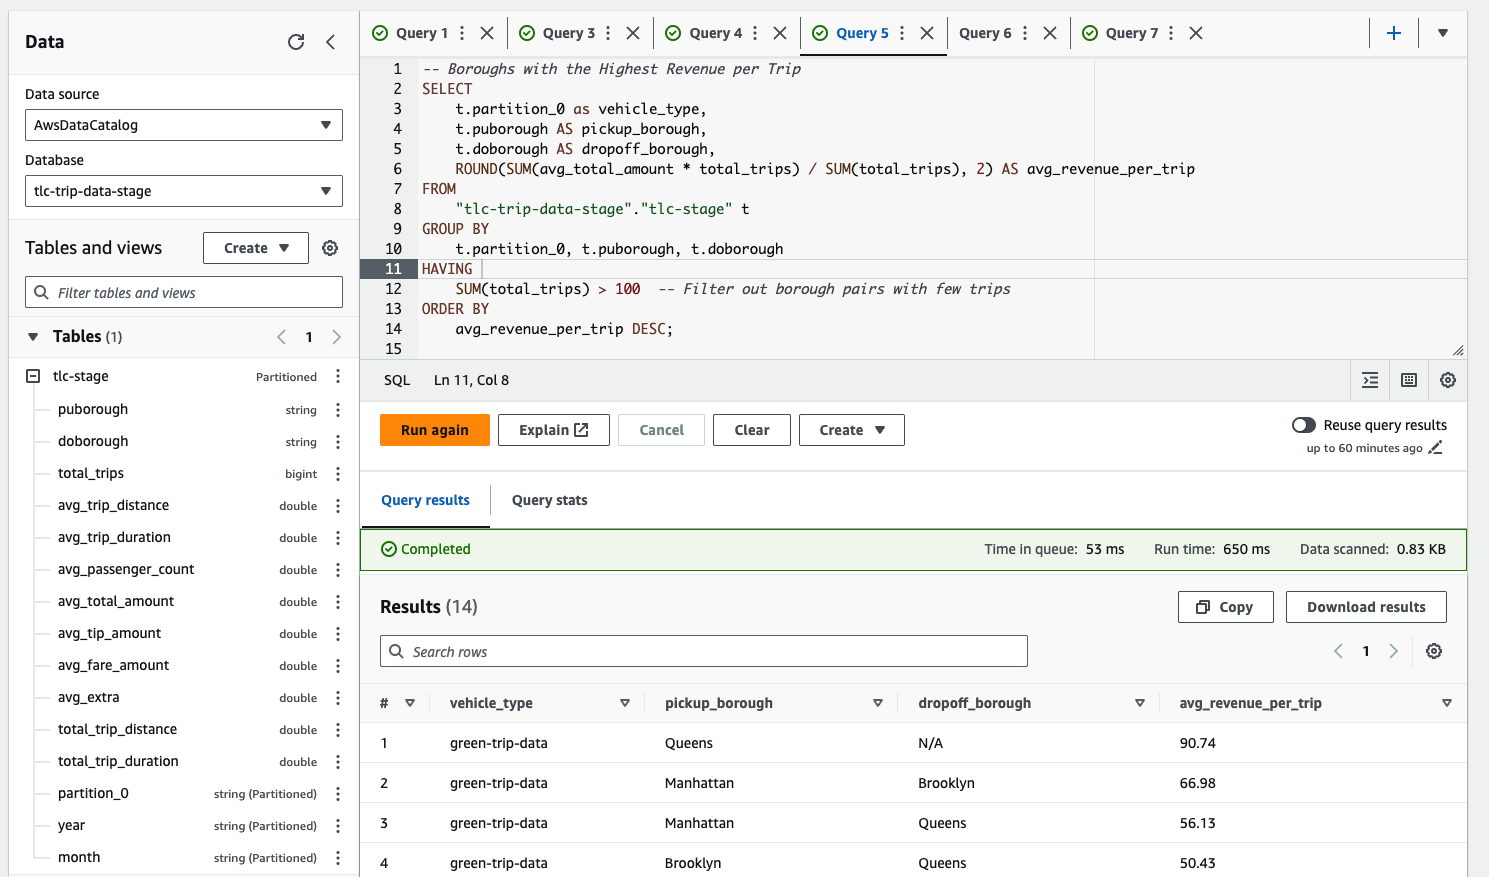 Data
Data source
AwsDataCatalog
Database
tlc-trip-data-stage
Tables and views
Create
Filter tables and views
Tables (1)
1
tlc-stage Partitioned
puborough string
doborough string
total_trips bigint
avg_trip_distance double
avg_trip_duration double
avg_passenger_count double
avg_total_amount double
avg_tip_amount double
avg_fare_amount double
avg_extra double
total_trip_distance double
total_trip_duration double
partition_0 string (Partitioned)
year string (Partitioned)
month string (Partitioned)
Query 1 Query 3 Query 4 Query 5 Query 6 Query 7
1 -- Boroughs with the Highest Revenue per Trip
2 SELECT
3 t.partition_0 as vehicle_type,
4 t.puborough AS pickup_borough,
5 t.doborough AS dropoff_borough,
6 ROUND(SUM(avg_total_amount * total_trips) / SUM(total_trips), 2) AS avg_revenue_per_trip
7 FROM
8 "tlc-trip-data-stage"."tlc-stage" t
9 GROUP BY
10 t.partition_0, t.puborough, t.doborough
11 HAVING
12 SUM(total_trips) > 100 -- Filter out borough pairs with few trips
13 ORDER BY
14 avg_revenue_per_trip DESC;
15
SQL Ln 11, Col 8
Run again Explain Cancel Clear Create
Reuse query results
up to 60 minutes ago
Query results Query stats
Completed Time in queue: 53 ms Run time: 650 ms Data scanned: 0.83 KB
Results (14) Copy Download results
Search rows 1
# vehicle_type pickup_borough dropoff_borough avg_revenue_per_trip
1 green-trip-data Queens N/A 90.74
2 green-trip-data Manhattan Brooklyn 66.98
3 green-trip-data Manhattan Queens 56.13
4 green-trip-data Brooklyn Queens 50.43